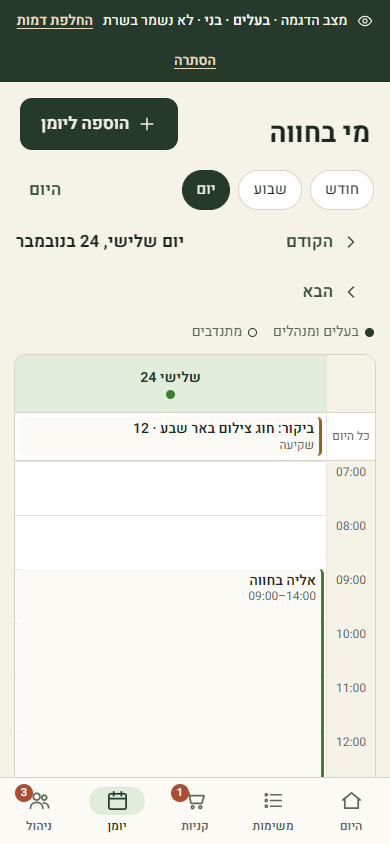 מצב הדגמה · בעלים · בני · לא נשמר בשרת החלפת דמות
הסתרה
מי בחווה
הוספה ליומן
חודש שבוע יום היום
הקודם יום שלישי, 24 בנובמבר
הבא
בעלים ומנהלים מתנדבים
שלישי 24
כל היום ביקור: חוג צילום באר שבע · 12
שקיעה
07:00
08:00
09:00 אליה בחווה
09:00–14:00
10:00
11:00
12:00
1 3
היום משימות קניות יומן ניהול